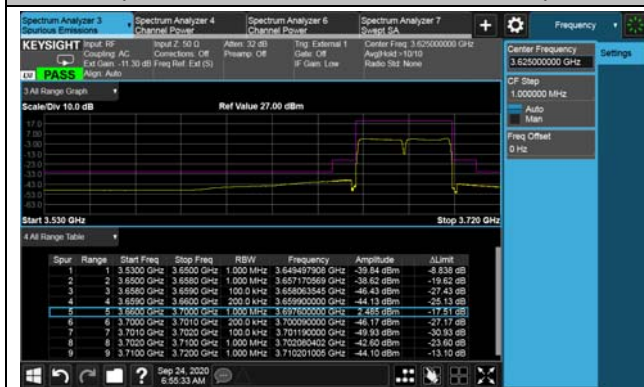 Spectrum Analyzer 3
Spurious Emissions
Spectrum Analyzer 4
Channel Power
Spectrum Analyzer 6
Channel Power
Spectrum Analyzer 7
Swept SA
+
Frequency
KEYSIGHT
Input: RF
Coupling: AC
Ext Gain: -11.30 dB
Align: Auto
Input Z: 50 Ω
Corrections: Off
Freq Ref: Ext (S)
Atten: 32 dB
Preamp: Off
Trig: External 1
Gate: Off
IF Gain: Low
Center Freq: 3.625000000 GHz
Avg|Hold:>10/10
Radio Std: None
LXI
PASS
Center Frequency
3.625000000 GHz
Settings
CF Step
1.000000 MHz
Auto
Man
Freq Offset
0 Hz
3 All Range Graph
Scale/Div 10.0 dB
Ref Value 27.00 dBm
17.0
7.00
-3.00
-13.0
-23.0
-33.0
-43.0
-53.0
-63.0
Start 3.530 GHz
Stop 3.720 GHz
4 All Range Table
Spur Range Start Freq Stop Freq RBW Frequency Amplitude ΔLimit
1 1 3.5300 GHz 3.6500 GHz 1.000 MHz 3.649497908 GHz -39.84 dBm -8.838 dB
2 2 3.6500 GHz 3.6580 GHz 1.000 MHz 3.657170569 GHz -38.62 dBm -19.62 dB
3 3 3.6580 GHz 3.6590 GHz 100.0 kHz 3.658063545 GHz -46.43 dBm -27.43 dB
4 4 3.6590 GHz 3.6600 GHz 200.0 kHz 3.659900000 GHz -44.13 dBm -25.13 dB
5 5 3.6600 GHz 3.7000 GHz 1.000 MHz 3.697600000 GHz 2.485 dBm -17.51 dB
6 6 3.7000 GHz 3.7010 GHz 200.0 kHz 3.700090000 GHz -46.17 dBm -27.17 dB
7 7 3.7010 GHz 3.7020 GHz 100.0 kHz 3.701190000 GHz -49.93 dBm -30.93 dB
8 8 3.7020 GHz 3.7100 GHz 1.000 MHz 3.702080402 GHz -42.60 dBm -23.60 dB
9 9 3.7100 GHz 3.7200 GHz 1.000 MHz 3.710201005 GHz -44.10 dBm -13.10 dB
?
Sep 24, 2020
6:55:33 AM